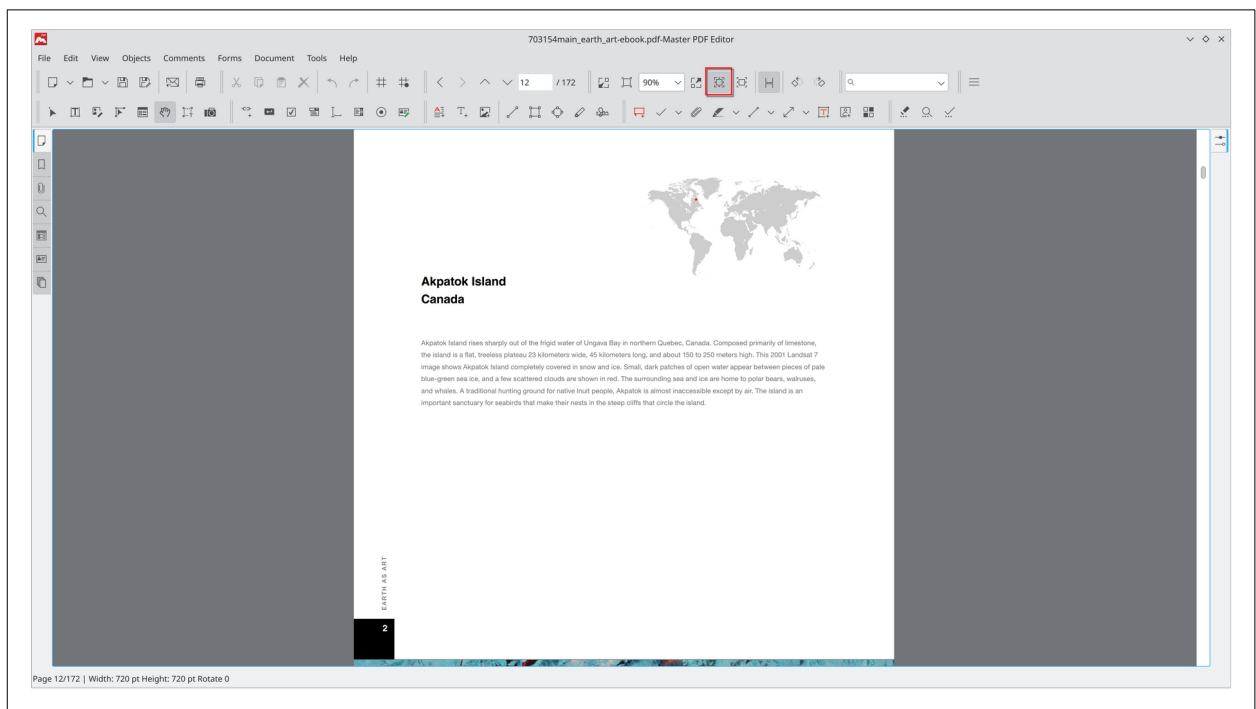 703154main_earth_art-ebook.pdf-Master PDF Editor
File Edit View Objects Comments Forms Document Tools Help
12 / 172 90%
Akpatok Island
Canada
Akpatok Island rises sharply out of the frigid water of Ungava Bay in northern Quebec, Canada. Composed primarily of limestone,
the island is a flat, treeless plateau 23 kilometers wide, 45 kilometers long, and about 150 to 250 meters high. This 2001 Landsat 7
image shows Akpatok Island completely covered in snow and ice. Small, dark patches of open water appear between pieces of pale
blue-green sea ice, and a few scattered clouds are shown in red. The surrounding sea and ice are home to polar bears, walruses,
and whales. A traditional hunting ground for native Inuit people, Akpatok is almost inaccessible except by air. The island is an
important sanctuary for seabirds that make their nests in the steep cliffs that circle the island.
EARTH AS ART
2
Page 12/172 | Width: 720 pt Height: 720 pt Rotate 0